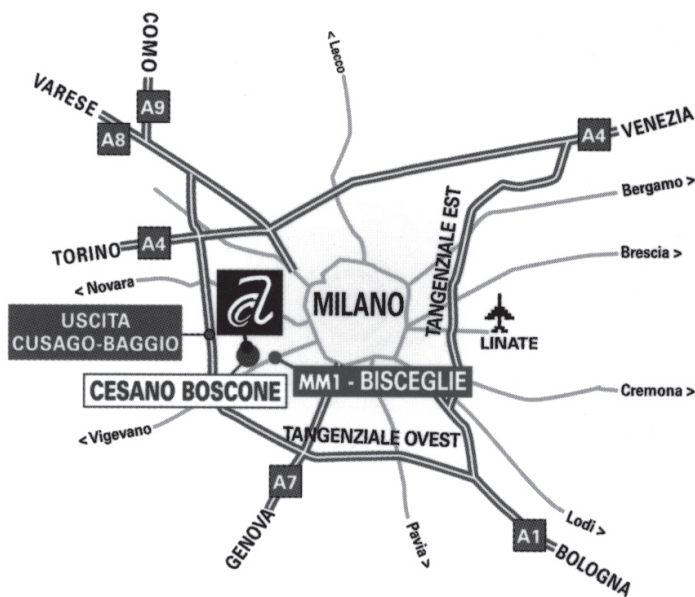 COMO
< Lecco
VARESE
A9
A8
A4
VENEZIA
Bergamo >
TANGENZIALE EST
TORINO
A4
Brescia >
< Novara
MILANO
USCITA
CUSAGO-BAGGIO
LINATE
CESANO BOSCONE
MM1 - BISCEGLIE
Cremona >
< Vigevano
TANGENZIALE OVEST
A7
GENOVA
Pavia >
Lodi >
A1
BOLOGNA